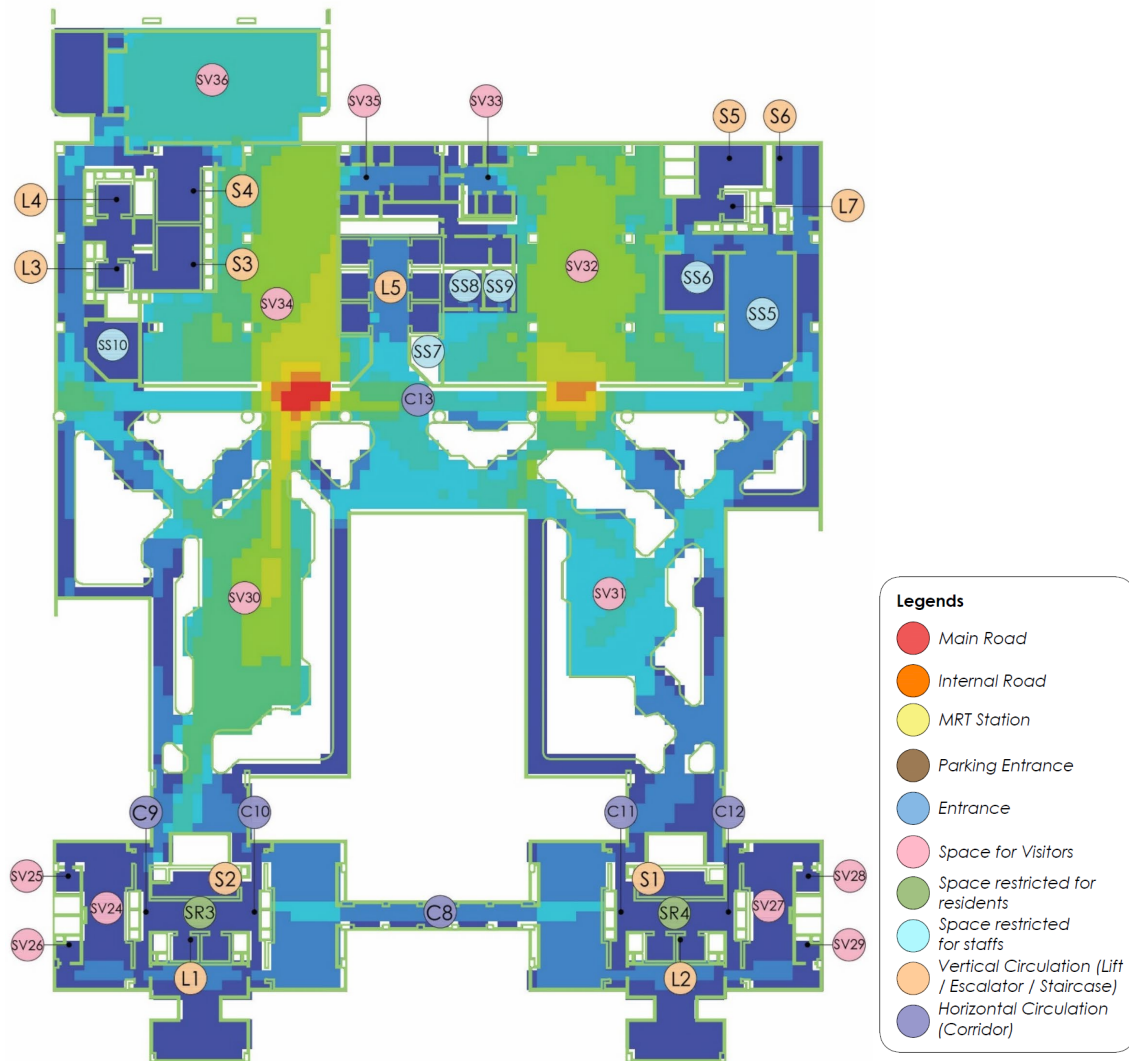 SV36
SV35
SV33
S5
S6
L4
S4
L7
L3
S3
SV32
SS6
L5
SS8
SS9
SV34
SS5
SS10
SS7
C13
SV30
SV31
Legends
Main Road
Internal Road
MRT Station
Parking Entrance
Entrance
Space for Visitors
Space restricted for
residents
Space restricted
for staffs
Vertical Circulation (Lift
/ Escalator / Staircase)
Horizontal Circulation
(Corridor)
C9
C10
C11
C12
SV25
S2
S1
SV28
SV24
SR3
C8
SR4
SV27
SV26
SV29
L1
L2